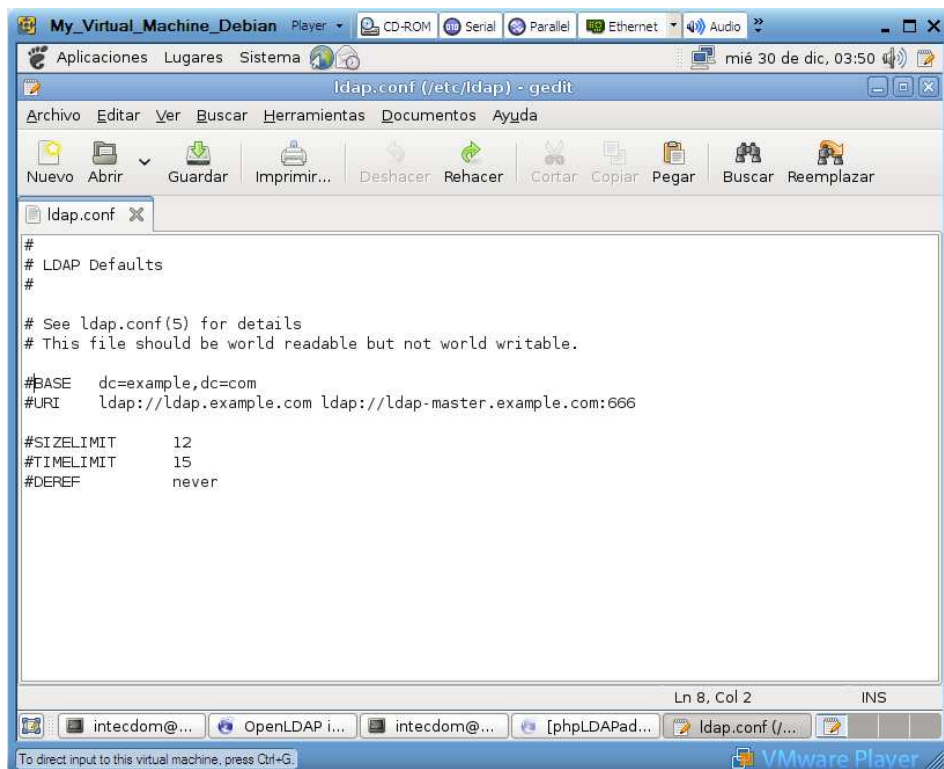 My_Virtual_Machine_Debian Player CD-ROM Serial Parallel Ethernet Audio
Aplicaciones Lugares Sistema mié 30 de dic, 03:50
ldap.conf (/etc/ldap) - gedit
Archivo Editar Ver Buscar Herramientas Documentos Ayuda
Nuevo Abrir Guardar Imprimir... Deshacer Rehacer Cortar Copiar Pegar Buscar Reemplazar
ldap.conf
#
# LDAP Defaults
#
# See ldap.conf(5) for details
# This file should be world readable but not world writable.
#BASE dc=example,dc=com
#URI ldap://ldap.example.com ldap://ldap-master.example.com:666
#SIZELIMIT 12
#TIMELIMIT 15
#DEREF never
Ln 8, Col 2 INS
intecdom@... OpenLDAP i... intecdom@... [phpLDAPad... ldap.conf (/...
To direct input to this virtual machine, press Ctrl+G. VMware Player